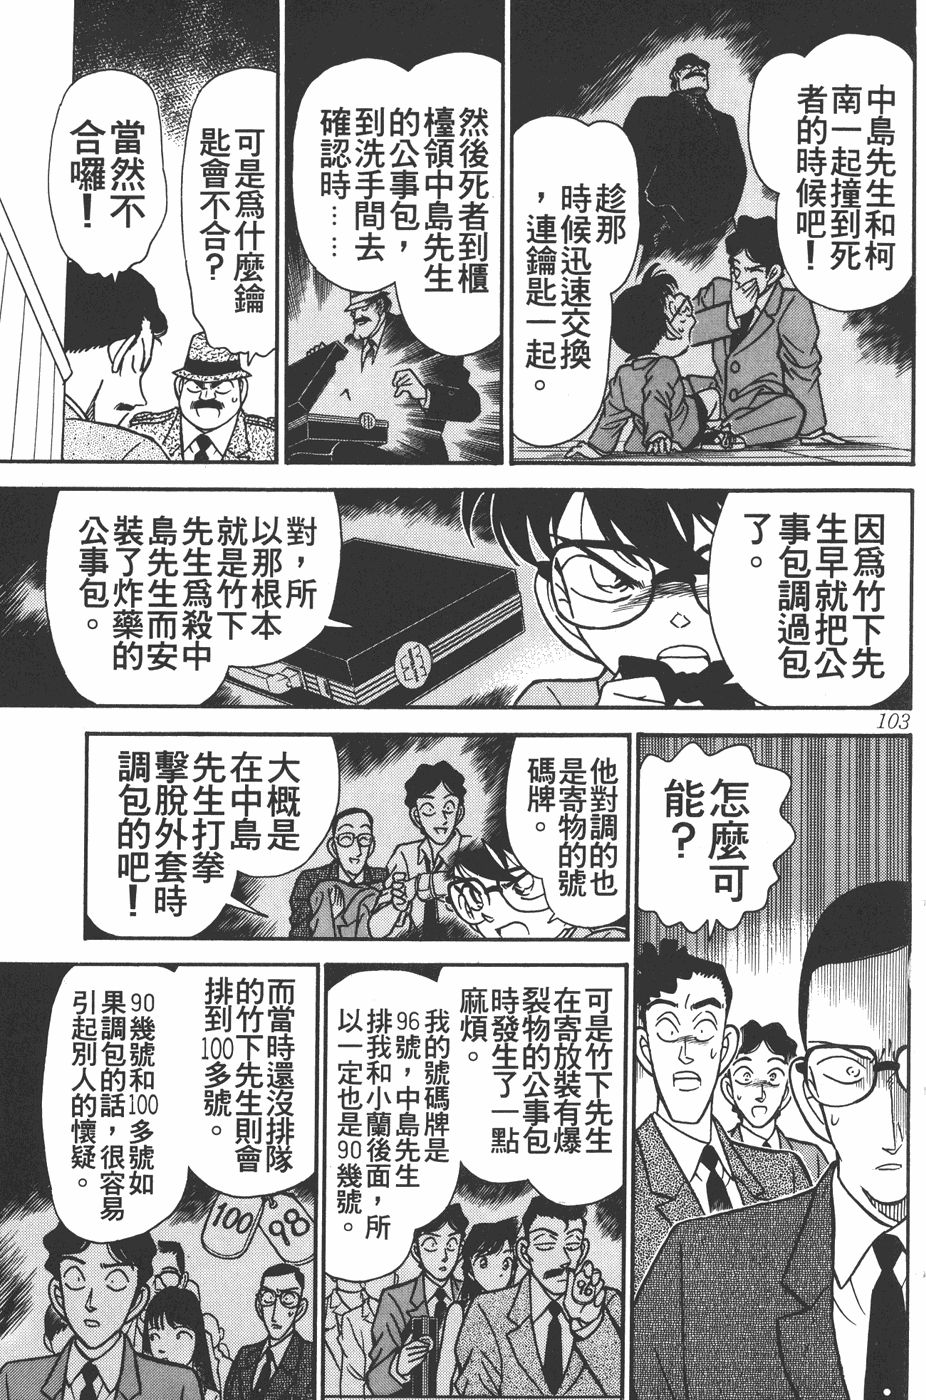 中島先生和柯
南一起撞到死
者的時候吧！
趁那
時候迅速交換
，連鑰匙一起。
然後死者到櫃
檯領中島先生
的公事包，
到洗手間去
確認時……
可是爲什麼鑰
匙會不合？
當然不
合囉！
因爲竹下先
生早就把公
事包調過包
了。
對，所
以那根本
就是竹下
先生爲殺中
島先生而安
裝了炸藥的
公事包。
103
怎麼可
能？
他對調的也
是寄物的號
碼牌。
大概是
在中島
先生打拳
擊脫外套時
調包的吧！
可是竹下先生
在寄放裝有爆
裂物的公事包
時發生了一點
麻煩。
我的號碼牌是
96號，中島先生
排我和小蘭後面，所
以一定也是90幾號。
96
而當時還沒排隊
的竹下先生則會
排到100多號。
90幾號和100多號如
果調包的話，很容易
引起別人的懷疑。
100
98